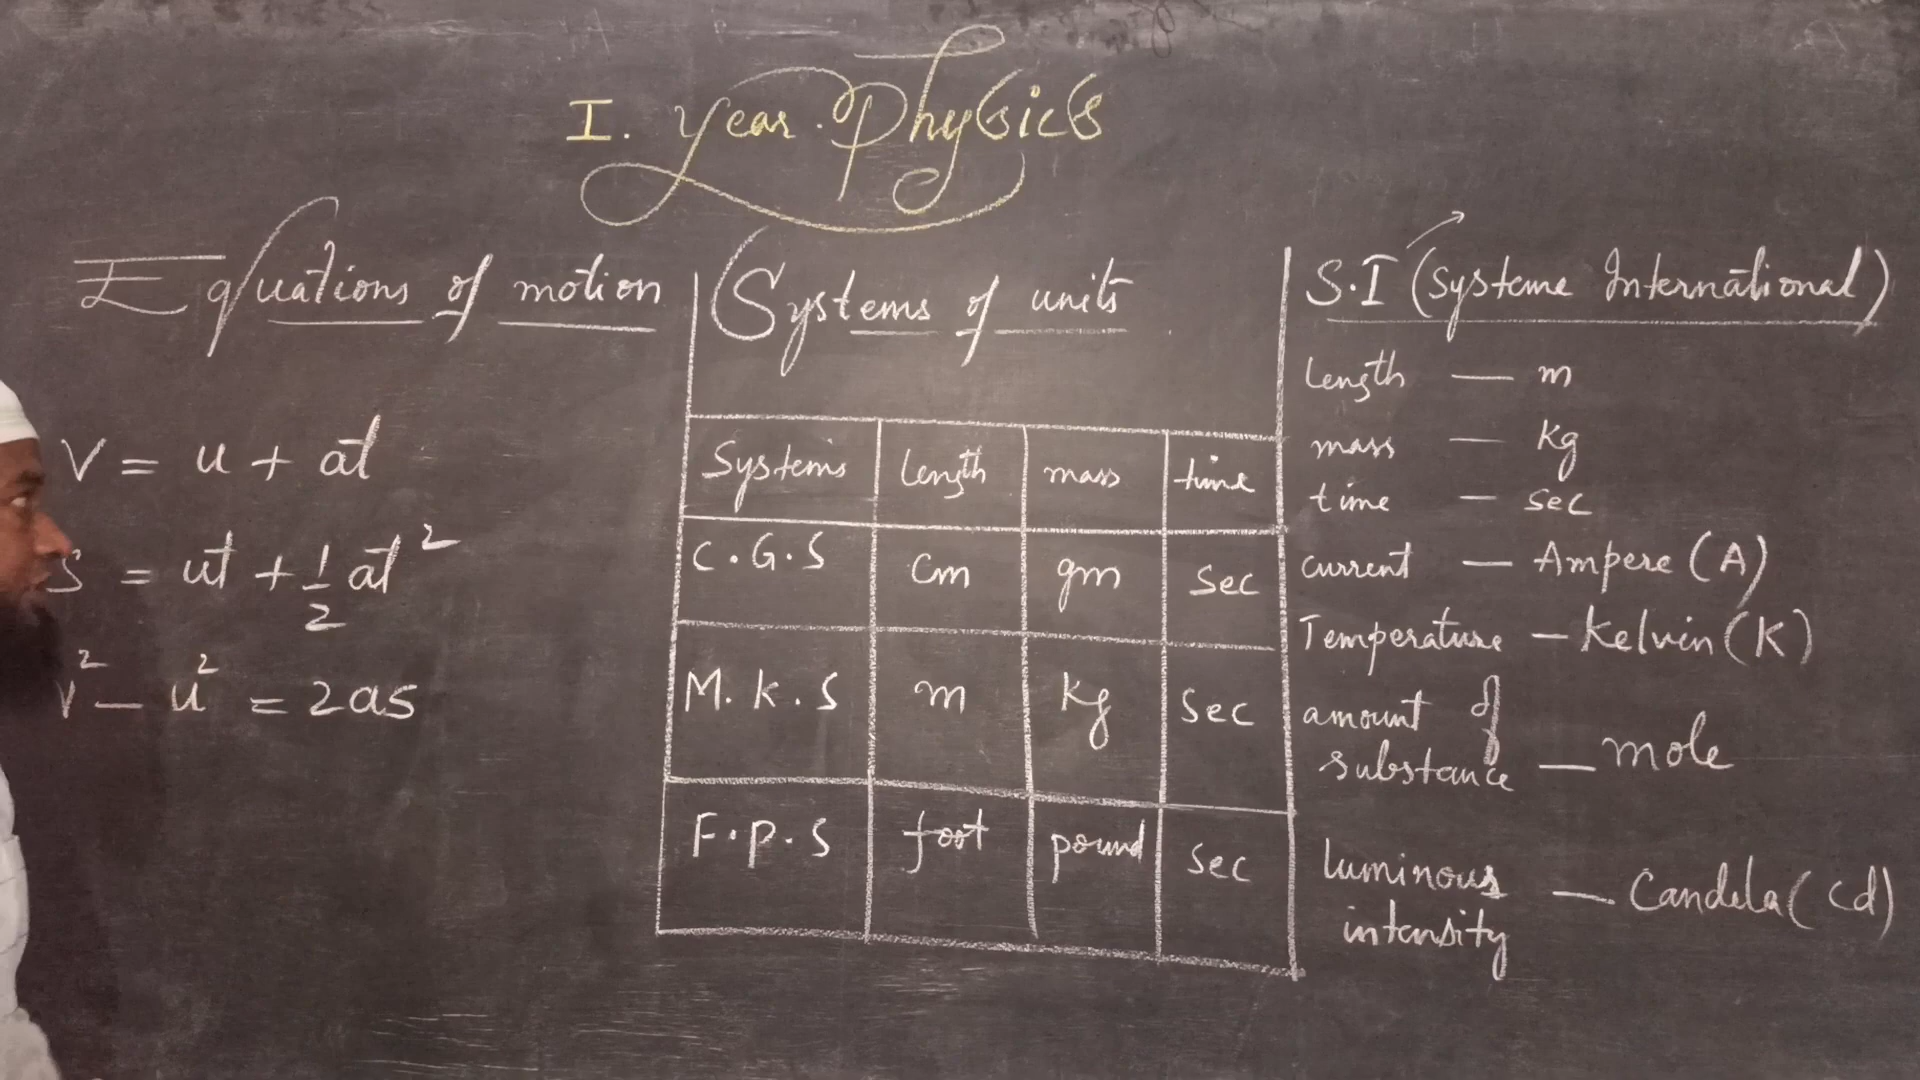 I. Year Physics
Equations of motion
V = u + at
S = ut + 1/2 at²
V² - u² = 2as
Systems of units
Systems length mass time
C.G.S cm gm sec
M.K.S m kg sec
F.P.S foot pound sec
S.I (Systeme International)
length — m
mass — kg
time — sec
current — Ampere (A)
Temperature — Kelvin (K)
amount of
substance — mole
luminous
intensity — Candela (cd)